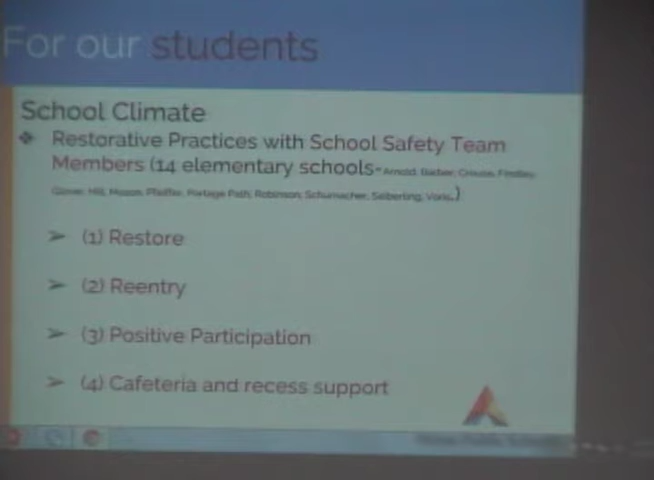 For our students
School Climate
❖ Restorative Practices with School Safety Team
Members (14 elementary schools- Arnold, Barber, Crouse, Findley,
Glover, Hill, Mason, Pfeiffer, Portage Path, Robinson, Schumacher, Seiberling, Voris,)
➢ (1) Restore
➢ (2) Reentry
➢ (3) Positive Participation
➢ (4) Cafeteria and recess support